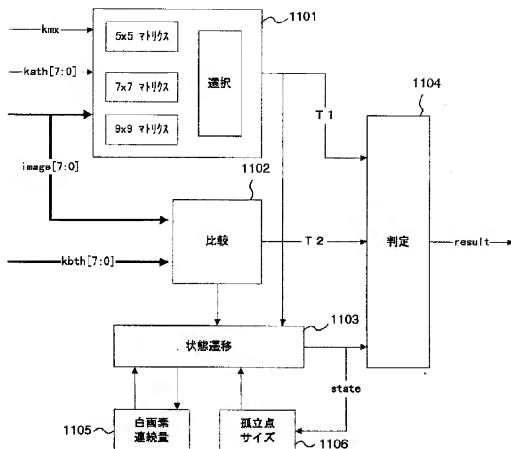 1101
kmx
5x5 マトリクス
kath[7:0]
選択
7x7 マトリクス
1104
9x9 マトリクス
T1
image[7:0]
1102
比較
T2
判定
result
kbth[7:0]
1103
状態遷移
state
1105
白画素
連続量
孤立点
サイズ
1106